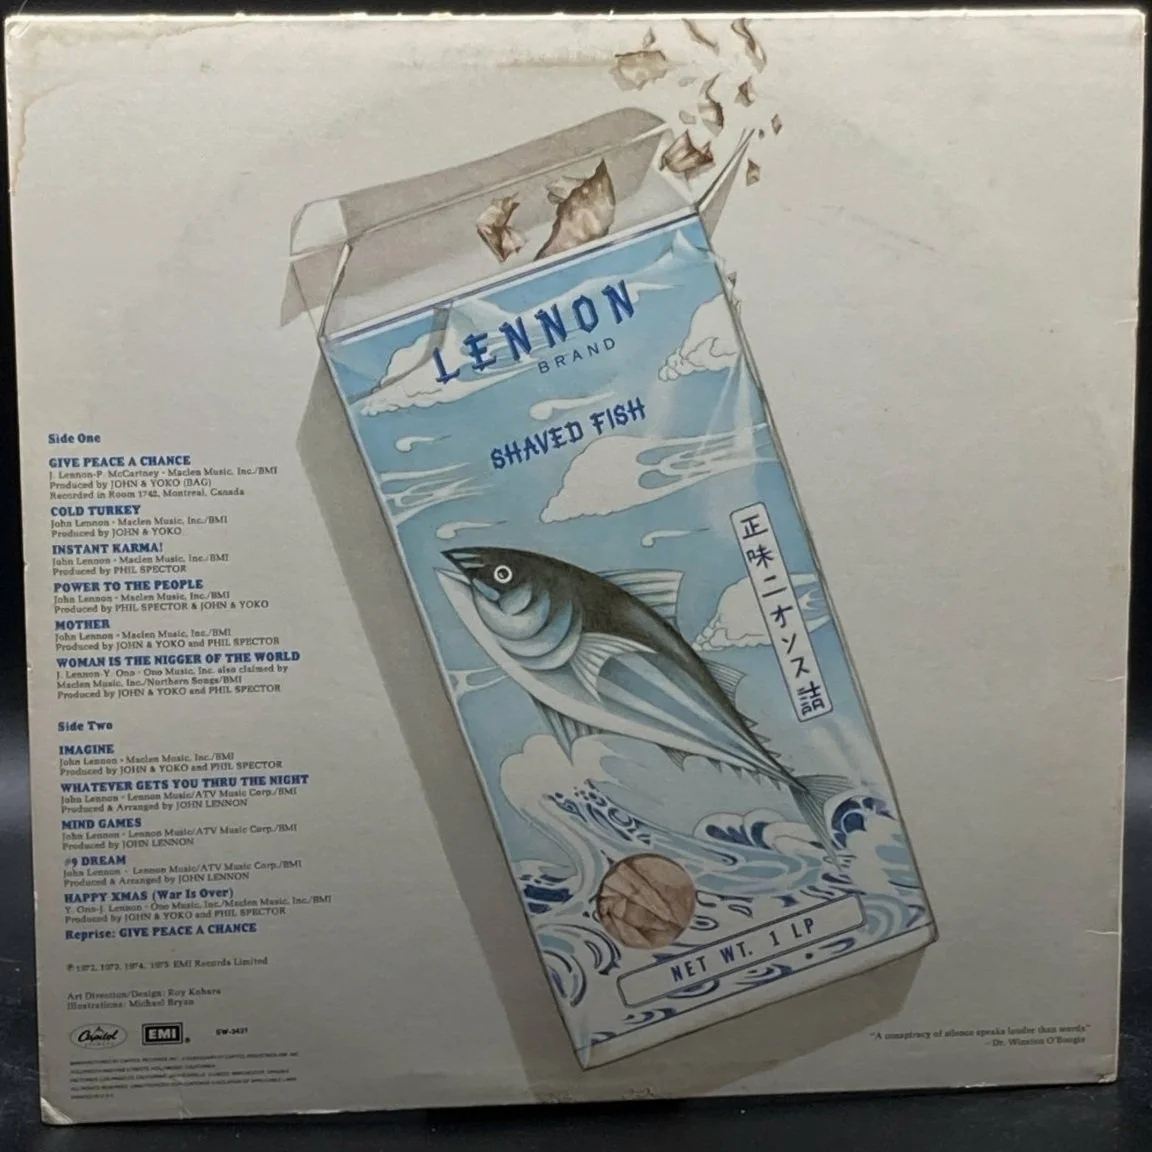 LENNON
BRAND
SHAVED FISH
正味二オンス詰
NET WT. 1 LP
Side One
GIVE PEACE A CHANCE
J. Lennon-P. McCartney - Maclen Music, Inc./BMI
Produced by JOHN & YOKO (BAG)
Recorded in Room 1742, Montreal, Canada
COLD TURKEY
John Lennon - Maclen Music, Inc./BMI
Produced by JOHN & YOKO
INSTANT KARMA!
John Lennon - Maclen Music, Inc./BMI
Produced by PHIL SPECTOR
POWER TO THE PEOPLE
John Lennon - Maclen Music, Inc./BMI
Produced by PHIL SPECTOR & JOHN & YOKO
MOTHER
John Lennon - Maclen Music, Inc./BMI
Produced by JOHN & YOKO and PHIL SPECTOR
WOMAN IS THE NIGGER OF THE WORLD
J. Lennon-Y. Ono - Ono Music, Inc. also claimed by
Maclen Music, Inc./Northern Songs/BMI
Produced by JOHN & YOKO and PHIL SPECTOR
Side Two
IMAGINE
John Lennon - Maclen Music, Inc./BMI
Produced by JOHN & YOKO and PHIL SPECTOR
WHATEVER GETS YOU THRU THE NIGHT
John Lennon - Lennon Music/ATV Music Corp./BMI
Produced & Arranged by JOHN LENNON
MIND GAMES
John Lennon - Lennon Music/ATV Music Corp./BMI
Produced by JOHN LENNON
#9 DREAM
John Lennon - Lennon Music/ATV Music Corp./BMI
Produced & Arranged by JOHN LENNON
HAPPY XMAS (War Is Over)
Y. Ono-J. Lennon - Ono Music, Inc./Maclen Music, Inc./BMI
Produced by JOHN & YOKO and PHIL SPECTOR
Reprise: GIVE PEACE A CHANCE
℗ 1972, 1973, 1974, 1975 EMI Records Limited
Art Direction/Design: Roy Kohara
Illustrations: Michael Bryan
Capitol
EMI
SW-3421
"A conspiracy of silence speaks louder than words"
- Dr. Winston O'Boogie